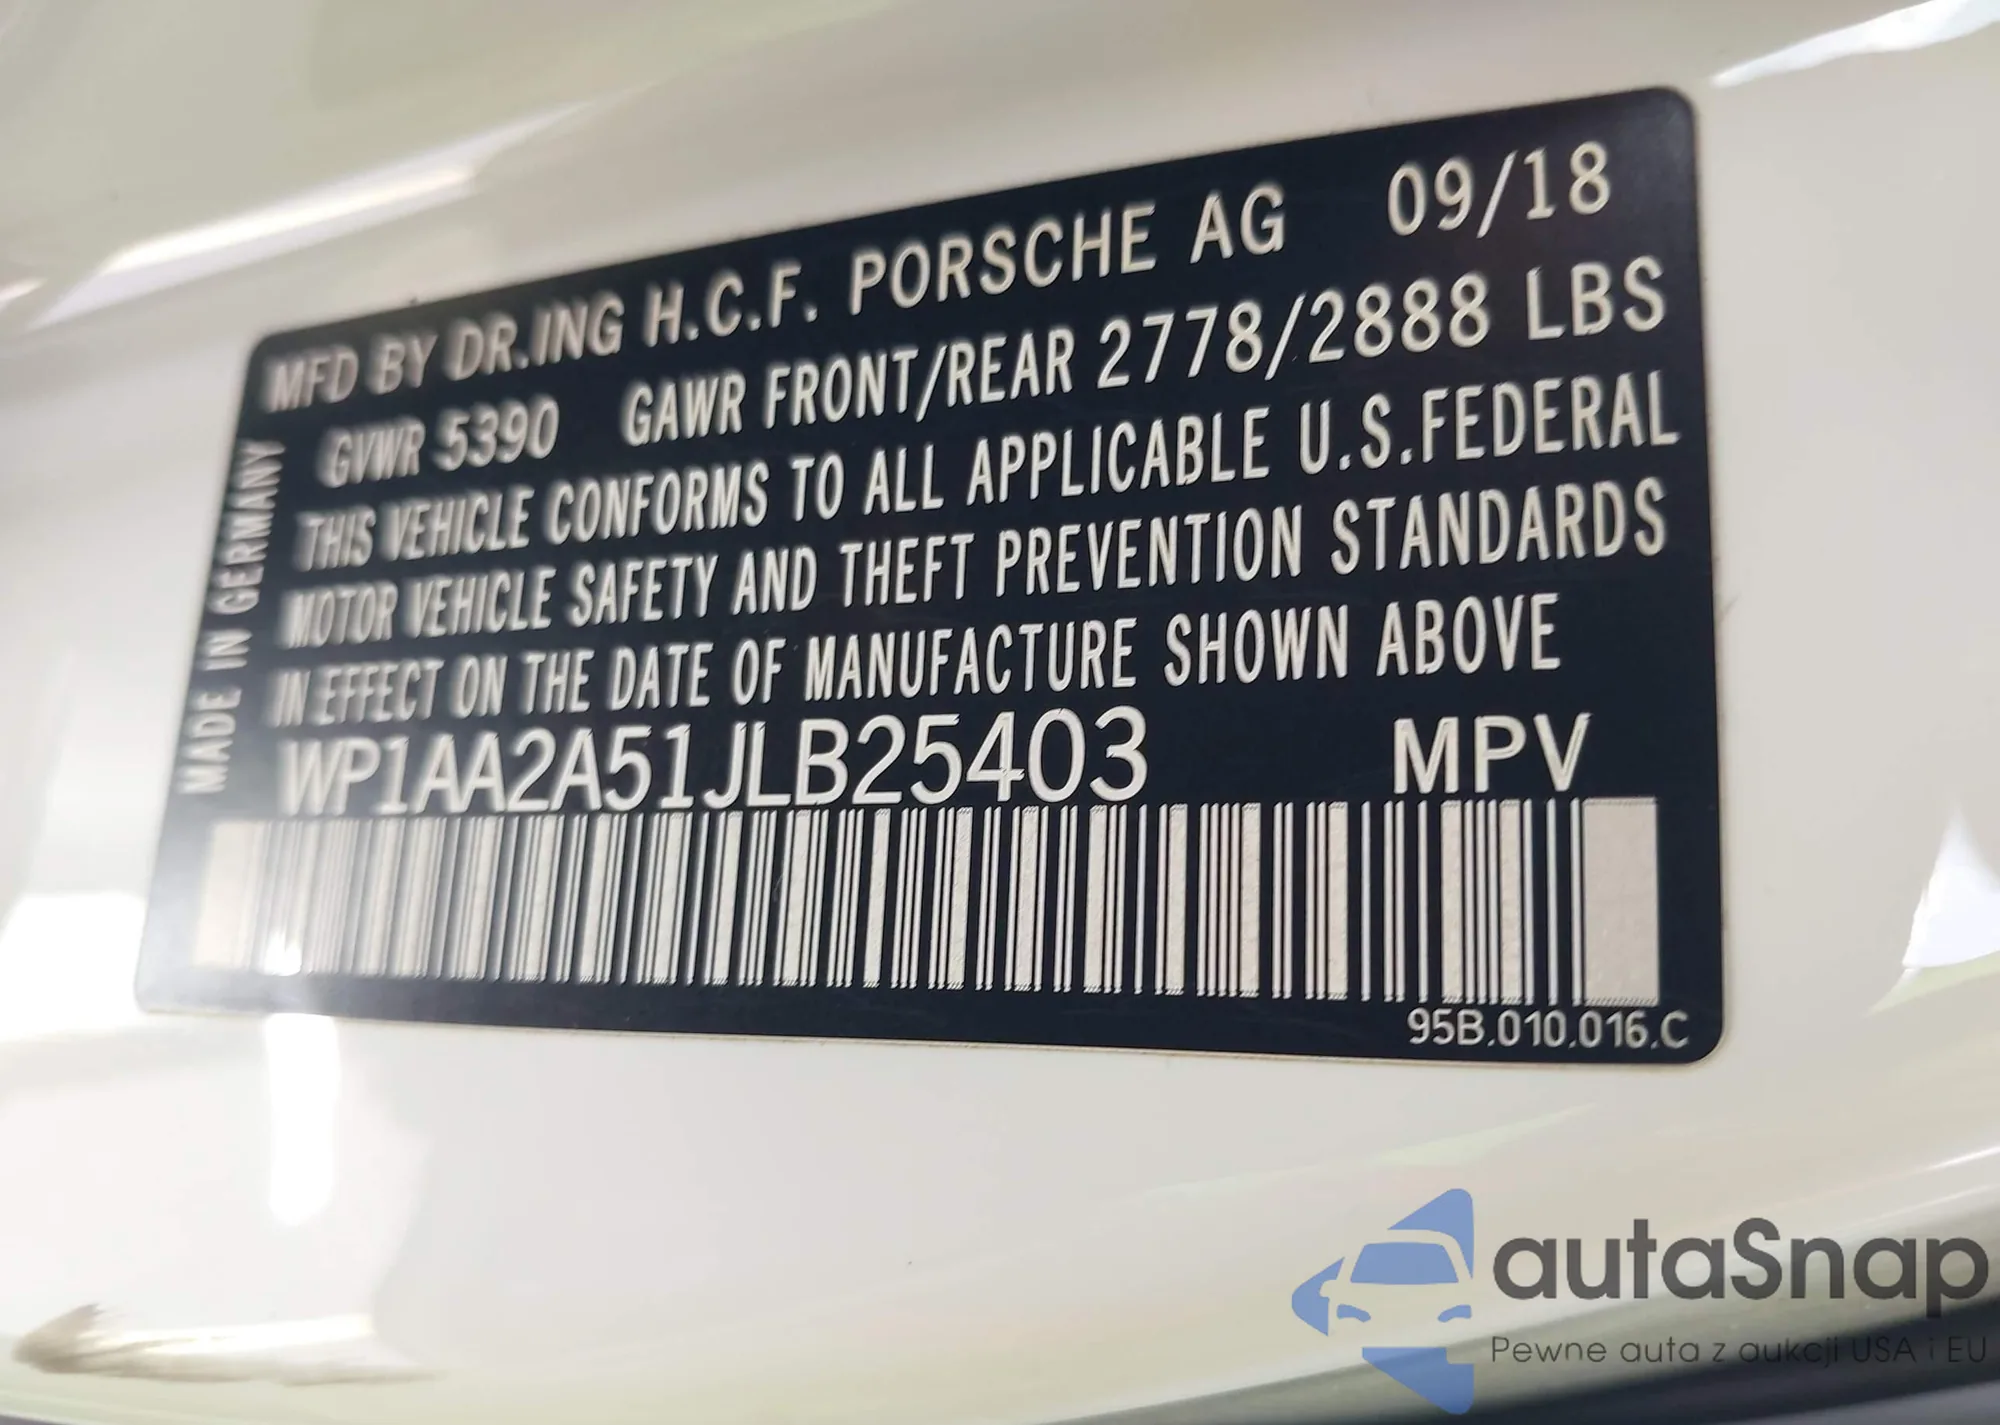 MFD BY DR.ING H.C.F. PORSCHE AG 09/18
GVWR 5390 GAWR FRONT/REAR 2778/2888 LBS
THIS VEHICLE CONFORMS TO ALL APPLICABLE U.S.FEDERAL
MOTOR VEHICLE SAFETY AND THEFT PREVENTION STANDARDS
IN EFFECT ON THE DATE OF MANUFACTURE SHOWN ABOVE
WP1AA2A51JLB25403 MPV
MADE IN GERMANY
95B.010.016.C
autaSnap
Pewne auta z aukcji USA i EU